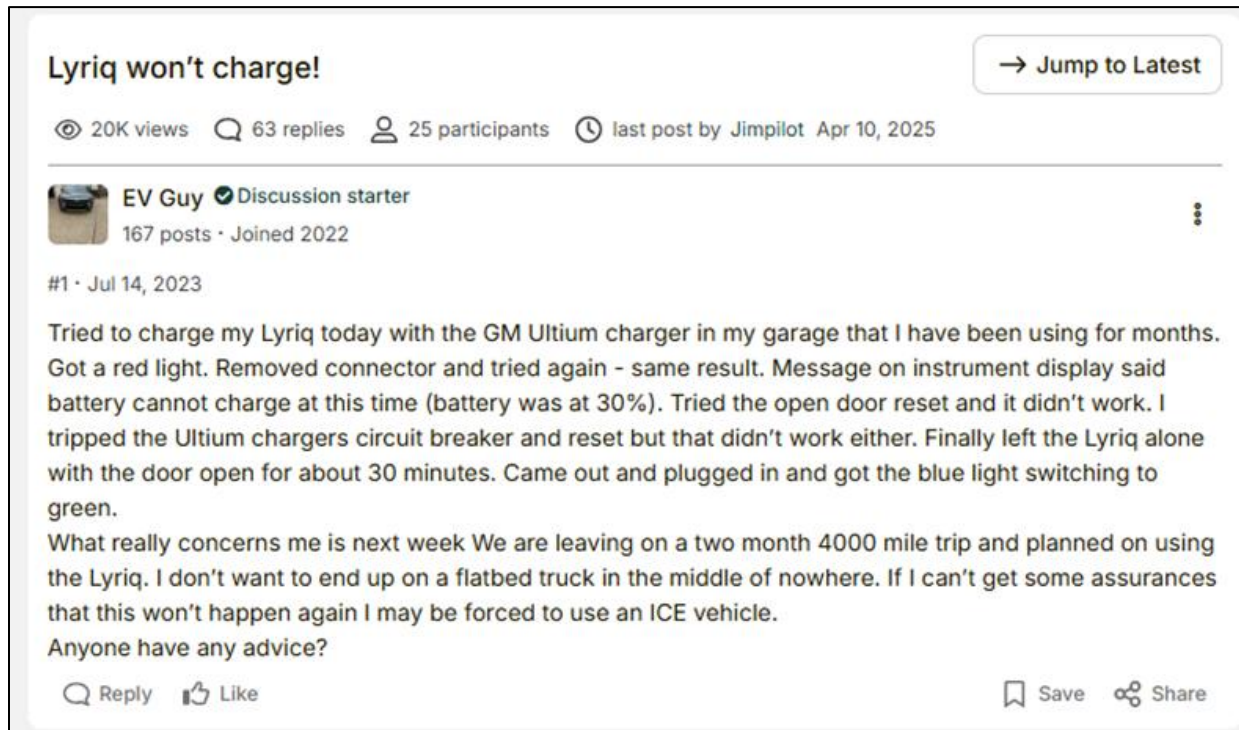 Lyriq won't charge!
→ Jump to Latest
20K views 63 replies 25 participants last post by Jimpilot Apr 10, 2025
EV Guy Discussion starter
167 posts · Joined 2022
#1 · Jul 14, 2023
Tried to charge my Lyriq today with the GM Ultium charger in my garage that I have been using for months.
Got a red light. Removed connector and tried again - same result. Message on instrument display said
battery cannot charge at this time (battery was at 30%). Tried the open door reset and it didn't work. I
tripped the Ultium chargers circuit breaker and reset but that didn't work either. Finally left the Lyriq alone
with the door open for about 30 minutes. Came out and plugged in and got the blue light switching to
green.
What really concerns me is next week We are leaving on a two month 4000 mile trip and planned on using
the Lyriq. I don't want to end up on a flatbed truck in the middle of nowhere. If I can't get some assurances
that this won't happen again I may be forced to use an ICE vehicle.
Anyone have any advice?
Reply Like Save Share